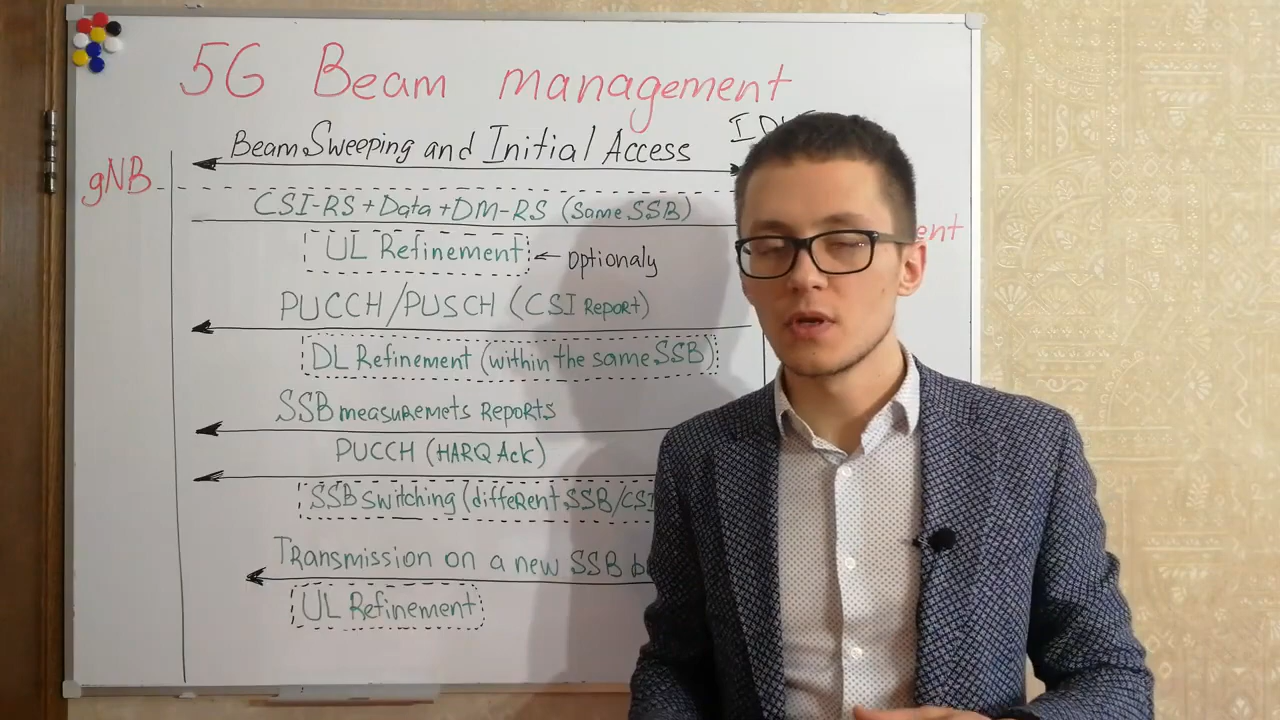 5G Beam management
Beam Sweeping and Initial Access
gNB
CSI-RS + Data + DM-RS (Same SSB)
UL Refinement ← optionaly
PUCCH/PUSCH (CSI Report)
DL Refinement (within the same SSB)
SSB measuremets Reports
PUCCH (HARQ Ack)
SSB switching (different SSB/CSI
Transmission on a new SSB
UL Refinement